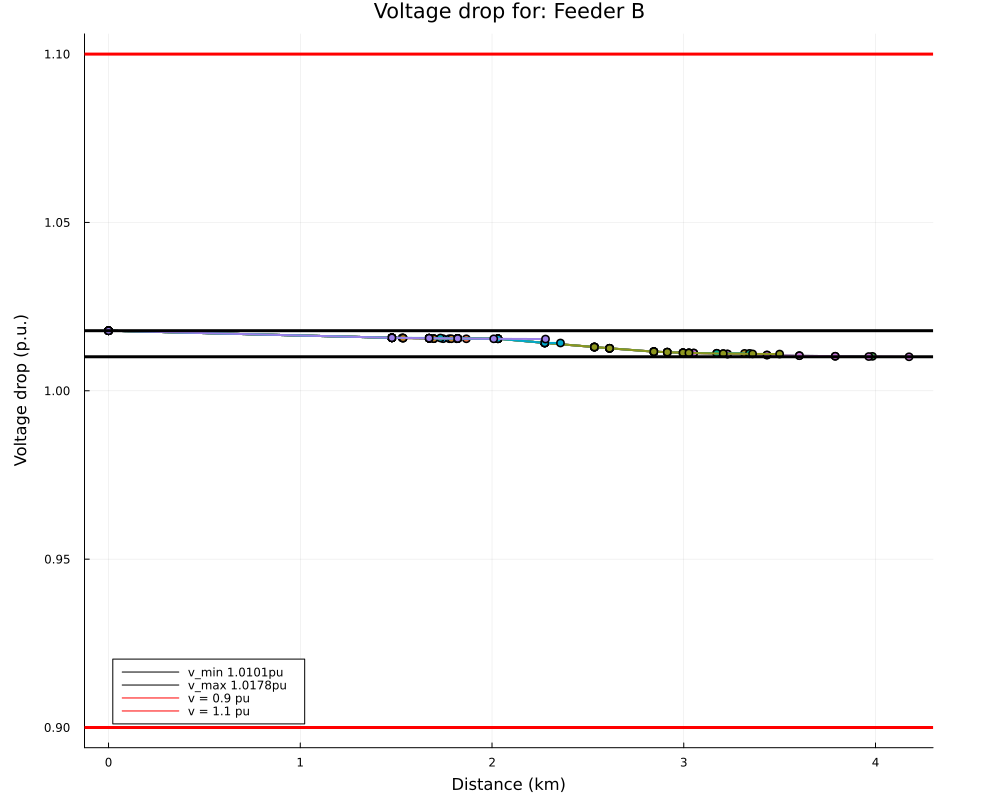 Voltage drop for: Feeder B
Voltage drop (p.u.)
1.10
1.05
1.00
0.95
0.90
v_min 1.0101pu
v_max 1.0178pu
v = 0.9 pu
v = 1.1 pu
0 1 2 3 4
Distance (km)